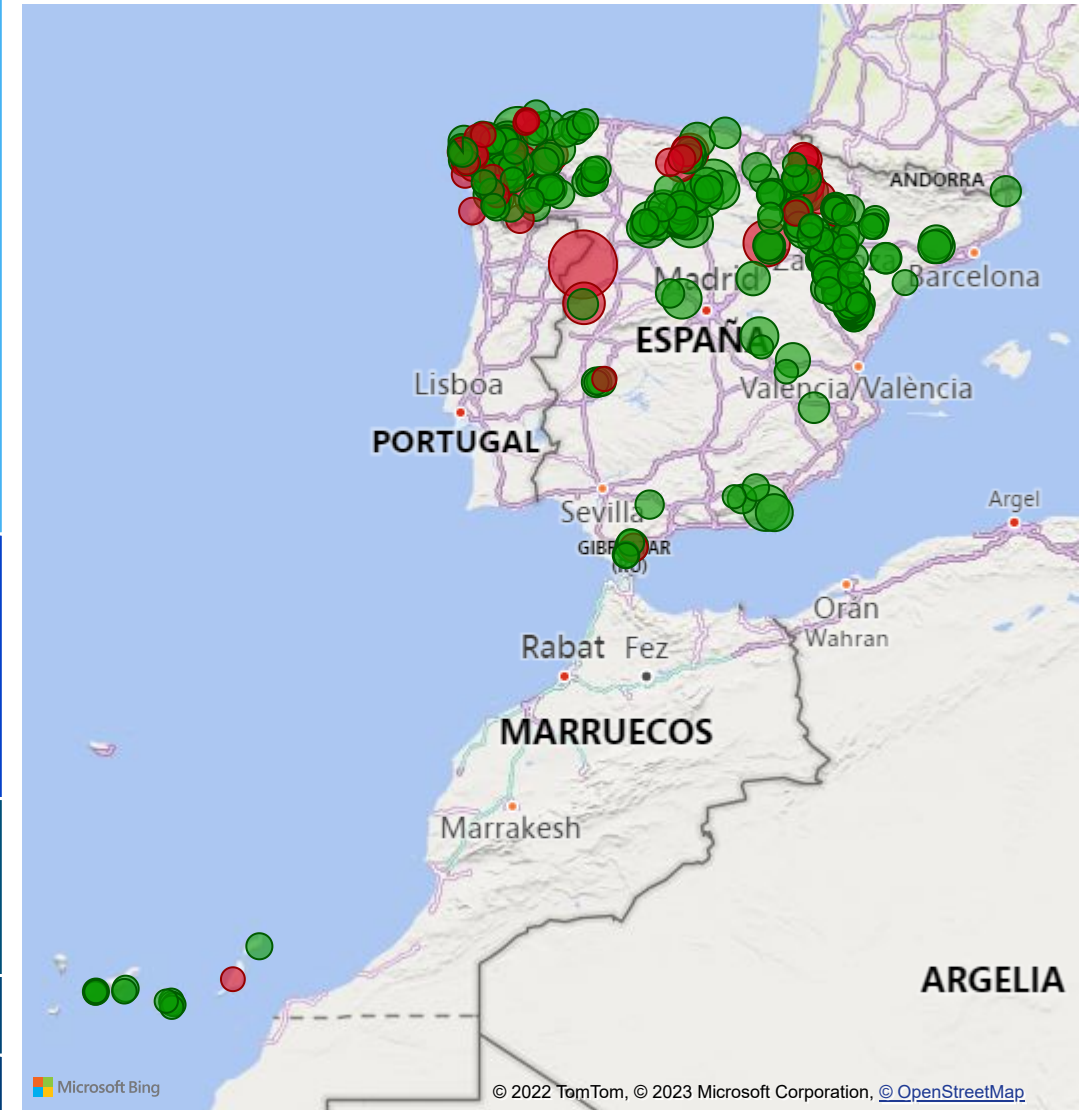 ANDORRA
Barcelona
Madrid
ESPAÑA
Lisboa
València/València
PORTUGAL
Sevilla
Argel
Orán
Wahran
Rabat
Fez
MARRUECOS
Marrakesh
ARGELIA
Microsoft Bing
© 2022 TomTom, © 2023 Microsoft Corporation, © OpenStreetMap